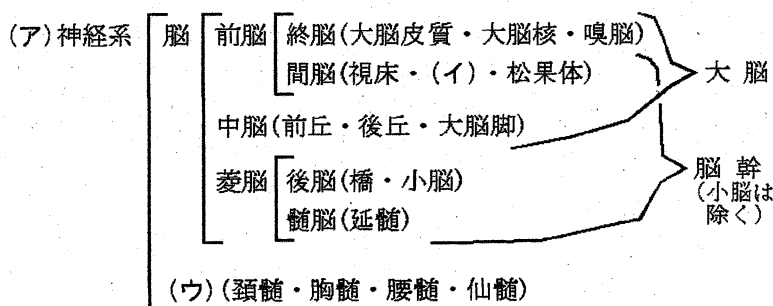 (ア)神経系 脳 前脳 終脳(大脳皮質・大脳核・嗅脳)
間脳(視床・(イ)・松果体) 大脳
中脳(前丘・後丘・大脳脚)
菱脳 後脳(橋・小脳) 脳幹
(小脳は
髄脳(延髄) 除く)
(ウ)(頚髄・胸髄・腰髄・仙髄)